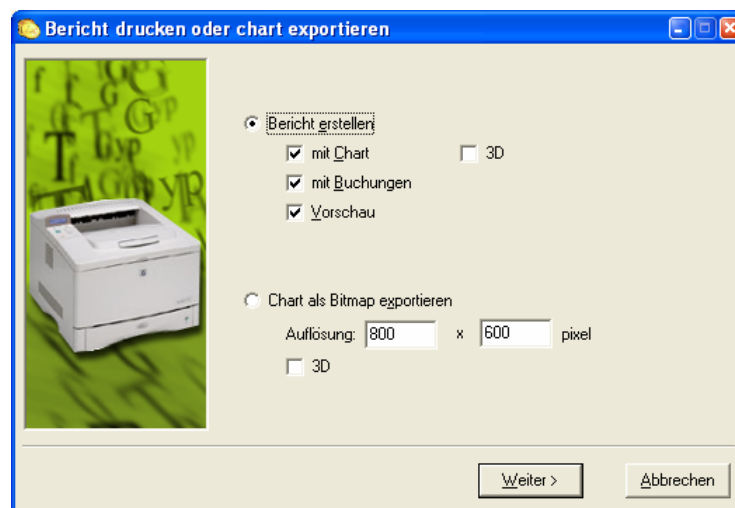 Bericht drucken oder chart exportieren
Bericht erstellen
mit Chart
3D
mit Buchungen
Vorschau
Chart als Bitmap exportieren
Auflösung: 800 x 600 pixel
3D
Weiter >
Abbrechen